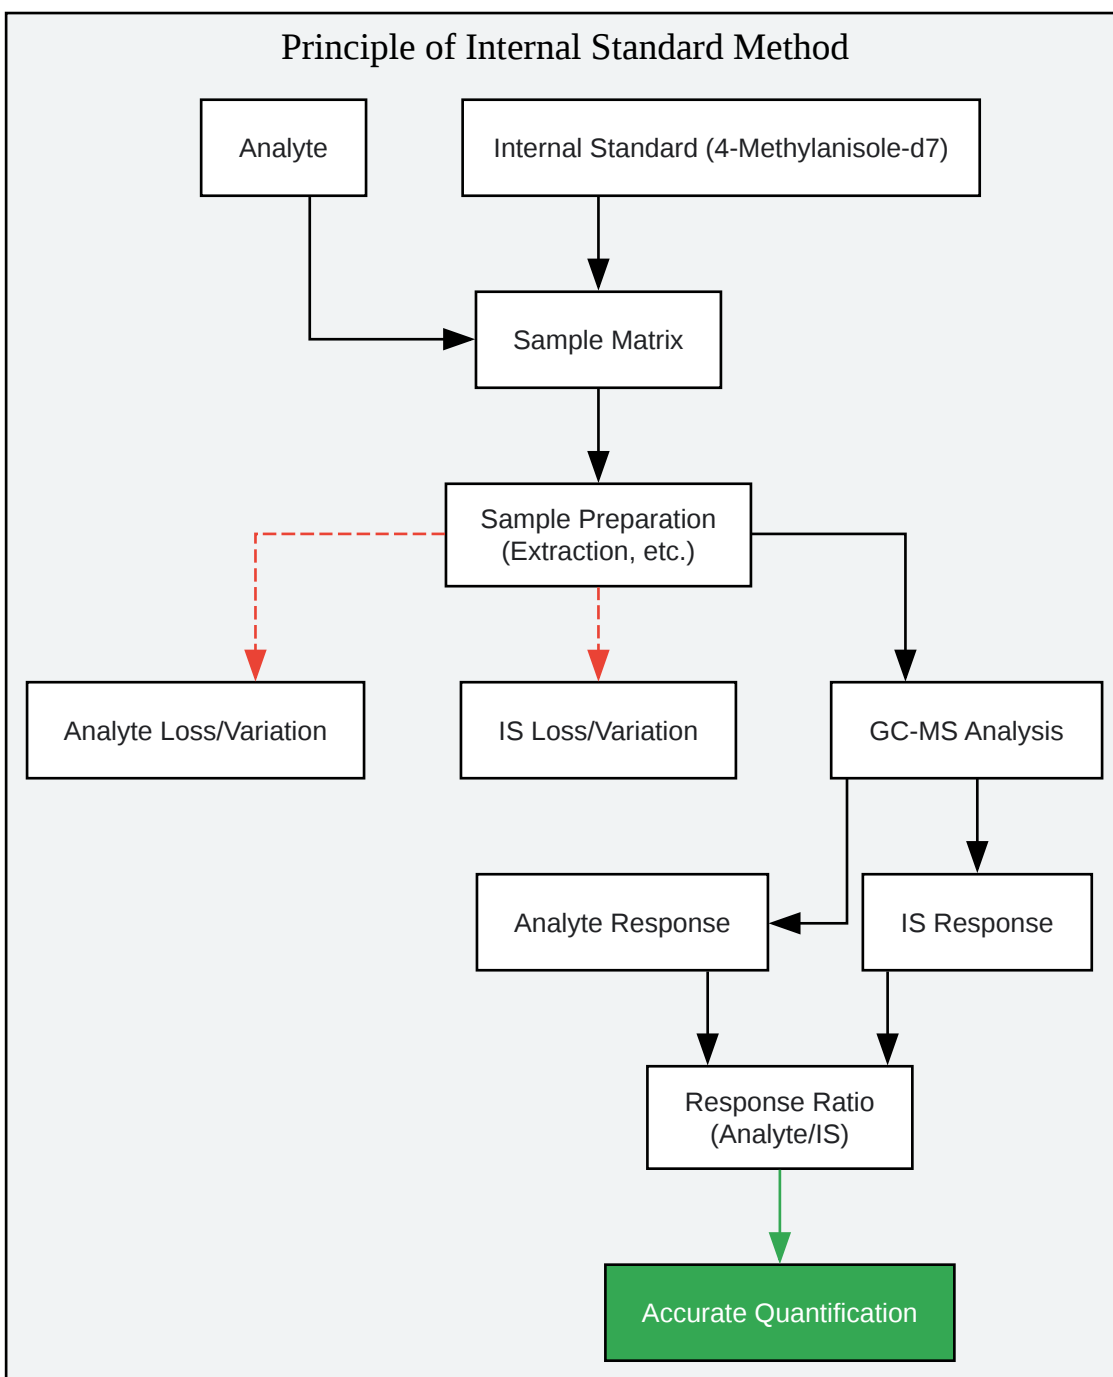 Principle of Internal Standard Method
Analyte
Internal Standard (4-Methylanisole-d7)
Sample Matrix
Sample Preparation
(Extraction, etc.)
Analyte Loss/Variation
IS Loss/Variation
GC-MS Analysis
Analyte Response
IS Response
Response Ratio
(Analyte/IS)
Accurate Quantification